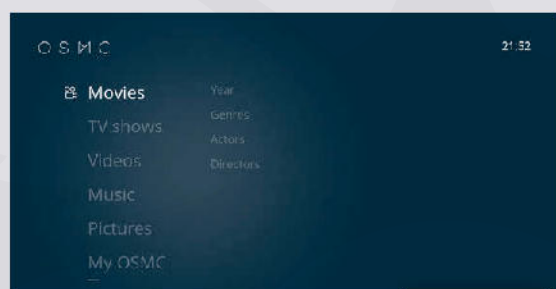 OSMC
21:52
Movies
TV shows
Videos
Music
Pictures
My OSMC
Year
Genres
Actors
Directors